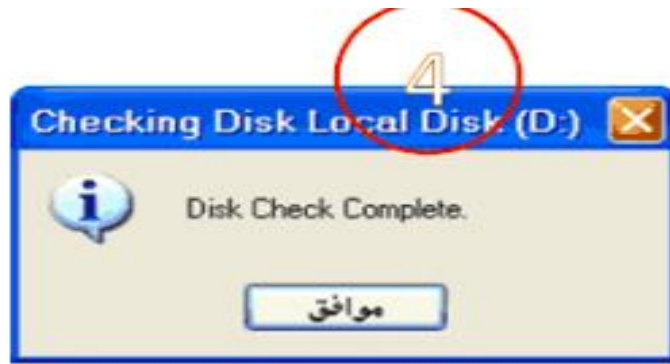 4
Checking Disk Local Disk (D:)
Disk Check Complete.
موافق